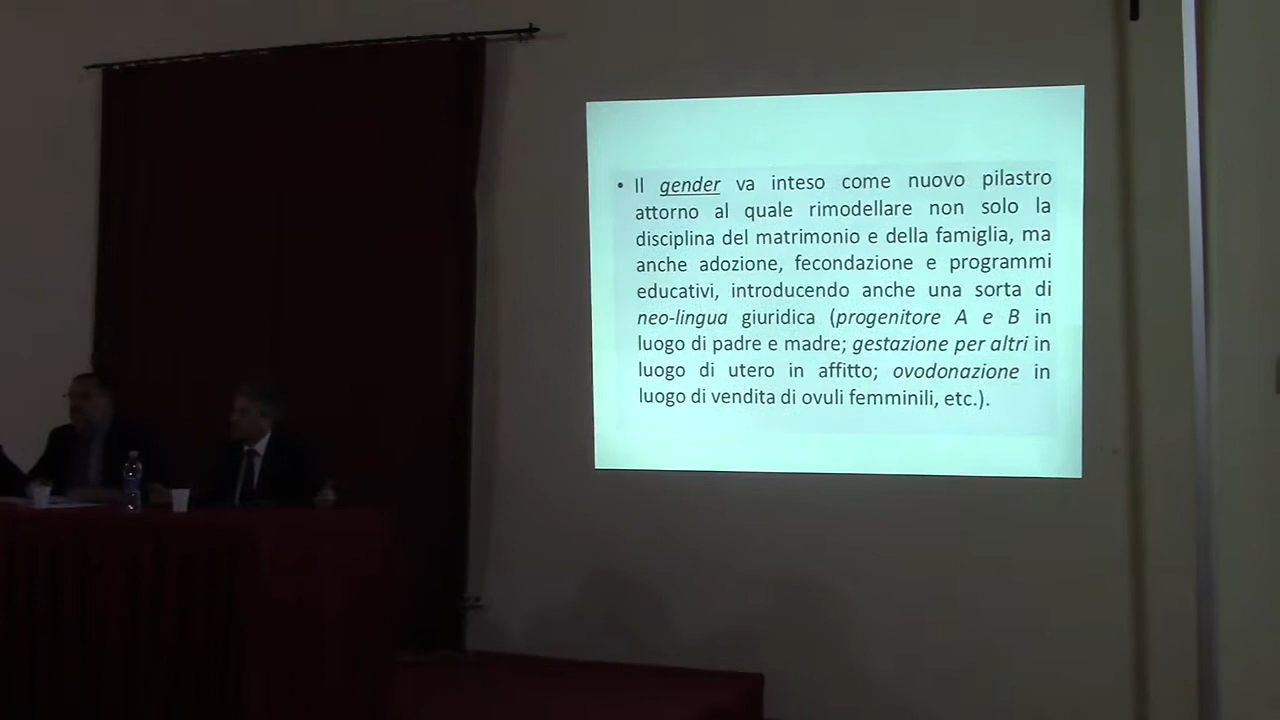 • Il gender va inteso come nuovo pilastro
attorno al quale rimodellare non solo la
disciplina del matrimonio e della famiglia, ma
anche adozione, fecondazione e programmi
educativi, introducendo anche una sorta di
neo-lingua giuridica (progenitore A e B in
luogo di padre e madre; gestazione per altri in
luogo di utero in affitto; ovodonazione in
luogo di vendita di ovuli femminili, etc.).